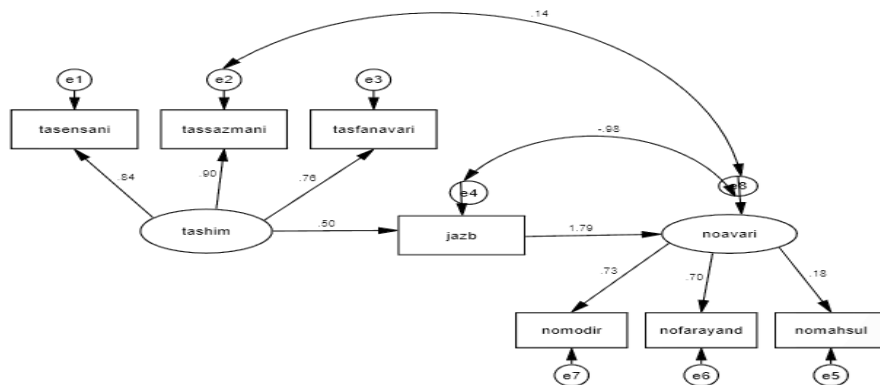 .14
e1 e2 e3
tasensani tassazmani tasfanavari
-.98
.84 .90 .76
e4 e8
tashim .50 jazb 1.79 noavari
.73 .70 .18
nomodir nofarayand nomahsul
e7 e6 e5